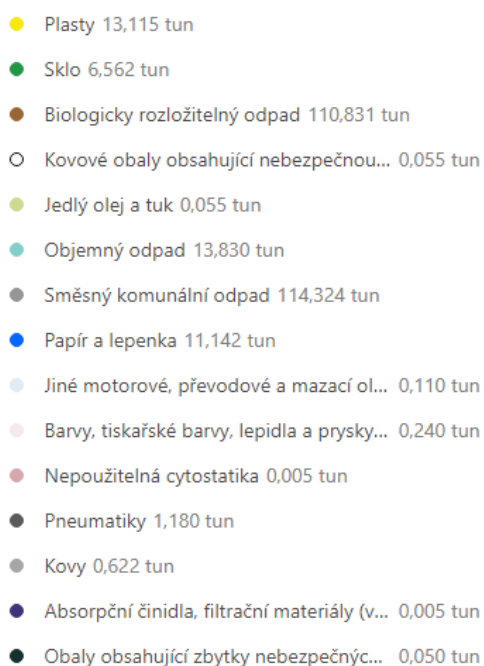 Plasty 13,115 tun
Sklo 6,562 tun
Biologicky rozložitelný odpad 110,831 tun
Kovové obaly obsahující nebezpečnou... 0,055 tun
Jedlý olej a tuk 0,055 tun
Objemný odpad 13,830 tun
Směsný komunální odpad 114,324 tun
Papír a lepenka 11,142 tun
Jiné motorové, převodové a mazací ol... 0,110 tun
Barvy, tiskařské barvy, lepidla a prysky... 0,240 tun
Nepoužitelná cytostatika 0,005 tun
Pneumatiky 1,180 tun
Kovy 0,622 tun
Absorpční činidla, filtrační materiály (v... 0,005 tun
Obaly obsahující zbytky nebezpečnýc... 0,050 tun